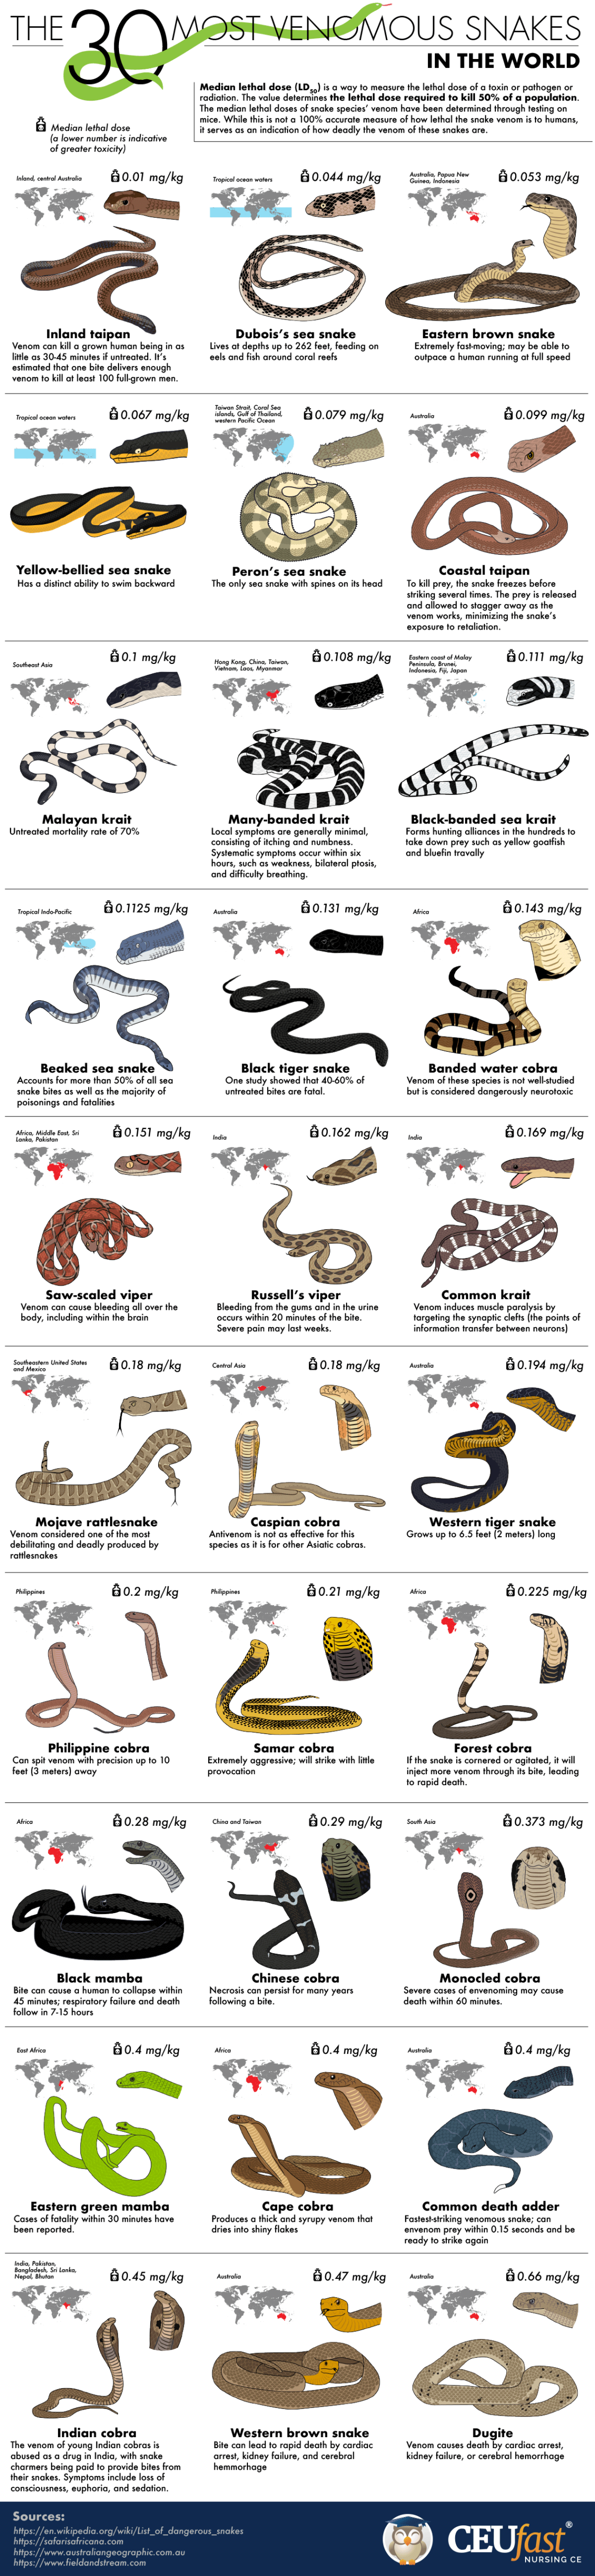 THE 30 MOST VENOMOUS SNAKES
IN THE WORLD
Median lethal dose (LD50) is a way to measure the lethal dose of a toxin or pathogen or
radiation. The value determines the lethal dose required to kill 50% of a population.
The median lethal doses of snake species' venom have been determined through testing on
mice. While this is not a 100% accurate measure of how lethal the snake venom is to humans,
it serves as an indication of how deadly the venom of these snakes are.
Median lethal dose
(a lower number is indicative
of greater toxicity)
Inland, central Australia
0.01 mg/kg
Inland taipan
Venom can kill a grown human being in as
little as 30-45 minutes if untreated. It's
estimated that one bite delivers enough
venom to kill at least 100 full-grown men.
Tropical ocean waters
0.044 mg/kg
Dubois's sea snake
Lives at depths up to 262 feet, feeding on
eels and fish around coral reefs
Australia, Papua New
Guinea, Indonesia
0.053 mg/kg
Eastern brown snake
Extremely fast-moving; may be able to
outpace a human running at full speed
Tropical ocean waters
0.067 mg/kg
Yellow-bellied sea snake
Has a distinct ability to swim backward
Taiwan Strait, Coral Sea
islands, Gulf of Thailand,
western Pacific Ocean
0.079 mg/kg
Peron's sea snake
The only sea snake with spines on its head
Australia
0.099 mg/kg
Coastal taipan
To kill prey, the snake freezes before
striking several times. The prey is released
and allowed to stagger away as the
venom works, minimizing the snake's
exposure to retaliation.
Southeast Asia
0.1 mg/kg
Malayan krait
Untreated mortality rate of 70%
Hong Kong, China, Taiwan,
Vietnam, Laos, Myanmar
0.108 mg/kg
Many-banded krait
Local symptoms are generally minimal,
consisting of itching and numbness.
Systematic symptoms occur within six
hours, such as weakness, bilateral ptosis,
and difficulty breathing.
Eastern coast of Malay
Peninsula, Brunei,
Indonesia, Fiji, Japan
0.111 mg/kg
Black-banded sea krait
Forms hunting alliances in the hundreds to
take down prey such as yellow goatfish
and bluefin travally
Tropical Indo-Pacific
0.1125 mg/kg
Beaked sea snake
Accounts for more than 50% of all sea
snake bites as well as the majority of
poisonings and fatalities
Australia
0.131 mg/kg
Black tiger snake
One study showed that 40-60% of
untreated bites are fatal.
Africa
0.143 mg/kg
Banded water cobra
Venom of these species is not well-studied
but is considered dangerously neurotoxic
Africa, Middle East, Sri
Lanka, Pakistan
0.151 mg/kg
Saw-scaled viper
Venom can cause bleeding all over the
body, including within the brain
India
0.162 mg/kg
Russell's viper
Bleeding from the gums and in the urine
occurs within 20 minutes of the bite.
Severe pain may last weeks.
India
0.169 mg/kg
Common krait
Venom induces muscle paralysis by
targeting the synaptic clefts (the points of
information transfer between neurons)
Southeastern United States
and Mexico
0.18 mg/kg
Mojave rattlesnake
Venom considered one of the most
debilitating and deadly produced by
rattlesnakes
Central Asia
0.18 mg/kg
Caspian cobra
Antivenom is not as effective for this
species as it is for other Asiatic cobras.
Australia
0.194 mg/kg
Western tiger snake
Grows up to 6.5 feet (2 meters) long
Philippines
0.2 mg/kg
Philippine cobra
Can spit venom with precision up to 10
feet (3 meters) away
Philippines
0.21 mg/kg
Samar cobra
Extremely aggressive; will strike with little
provocation
Africa
0.225 mg/kg
Forest cobra
If the snake is cornered or agitated, it will
inject more venom through its bite, leading
to rapid death.
Africa
0.28 mg/kg
Black mamba
Bite can cause a human to collapse within
45 minutes; respiratory failure and death
follow in 7-15 hours
China and Taiwan
0.29 mg/kg
Chinese cobra
Necrosis can persist for many years
following a bite.
South Asia
0.373 mg/kg
Monocled cobra
Severe cases of envenoming may cause
death within 60 minutes.
East Africa
0.4 mg/kg
Eastern green mamba
Cases of fatality within 30 minutes have
been reported.
Africa
0.4 mg/kg
Cape cobra
Produces a thick and syrupy venom that
dries into shiny flakes
Australia
0.4 mg/kg
Common death adder
Fastest-striking venomous snake; can
envenom prey within 0.15 seconds and be
ready to strike again
India, Pakistan,
Bangladesh, Sri Lanka,
Nepal, Bhutan
0.45 mg/kg
Indian cobra
The venom of young Indian cobras is
abused as a drug in India, with snake
charmers being paid to provide bites from
their snakes. Symptoms include loss of
consciousness, euphoria, and sedation.
Australia
0.47 mg/kg
Western brown snake
Bite can lead to rapid death by cardiac
arrest, kidney failure, and cerebral
hemmorhage
Australia
0.66 mg/kg
Dugite
Venom causes death by cardiac arrest,
kidney failure, or cerebral hemorrhage
Sources:
https://en.wikipedia.org/wiki/List_of_dangerous_snakes
https://safarisafricana.com
https://www.australiangeographic.com.au
https://www.fieldandstream.com
CEUfast®
NURSING CE